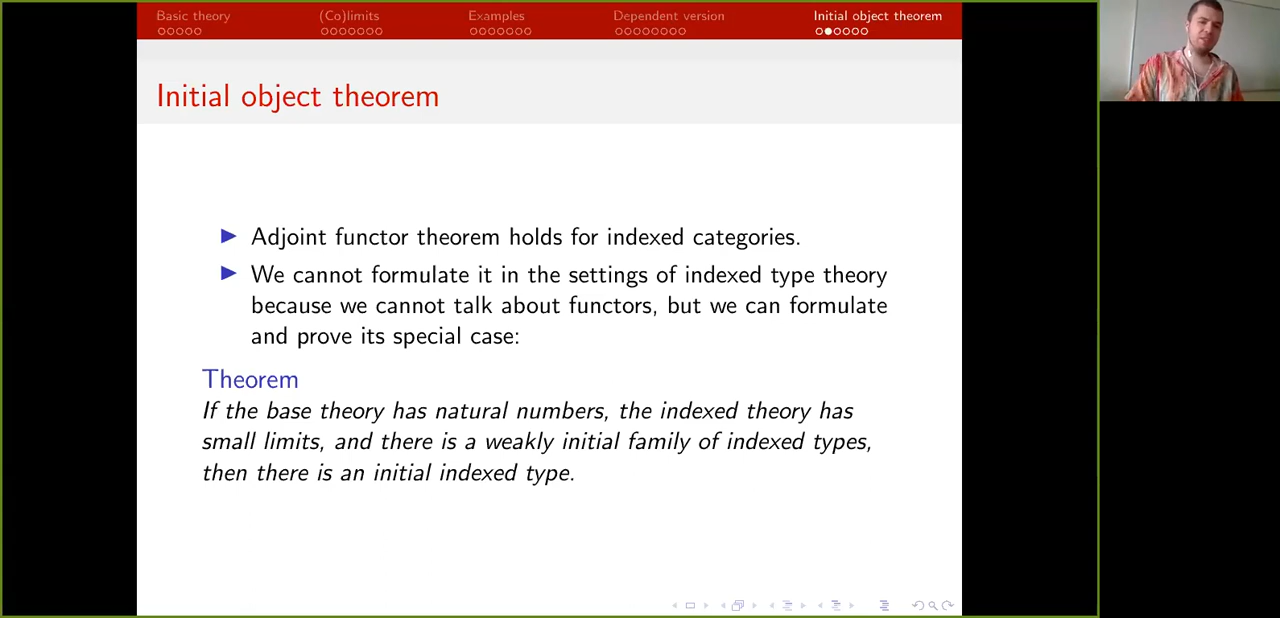 Basic theory (Co)limits Examples Dependent version Initial object theorem
Initial object theorem
Adjoint functor theorem holds for indexed categories.
We cannot formulate it in the settings of indexed type theory
because we cannot talk about functors, but we can formulate
and prove its special case:
Theorem
If the base theory has natural numbers, the indexed theory has
small limits, and there is a weakly initial family of indexed types,
then there is an initial indexed type.